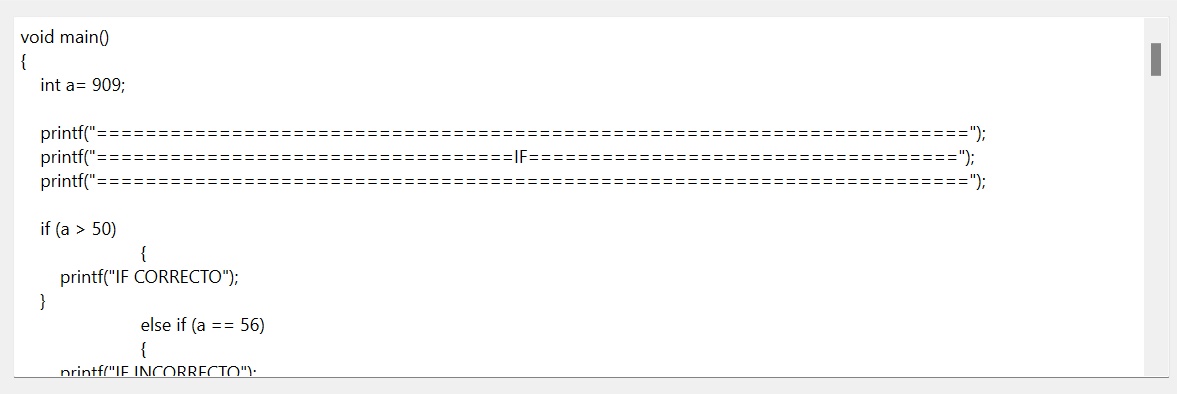 void main()
{
int a= 909;
printf("=======================================================================");
printf("==================================IF===================================");
printf("=======================================================================");
if (a > 50)
{
printf("IF CORRECTO");
}
else if (a == 56)
{
printf("IF INCORRECTO");